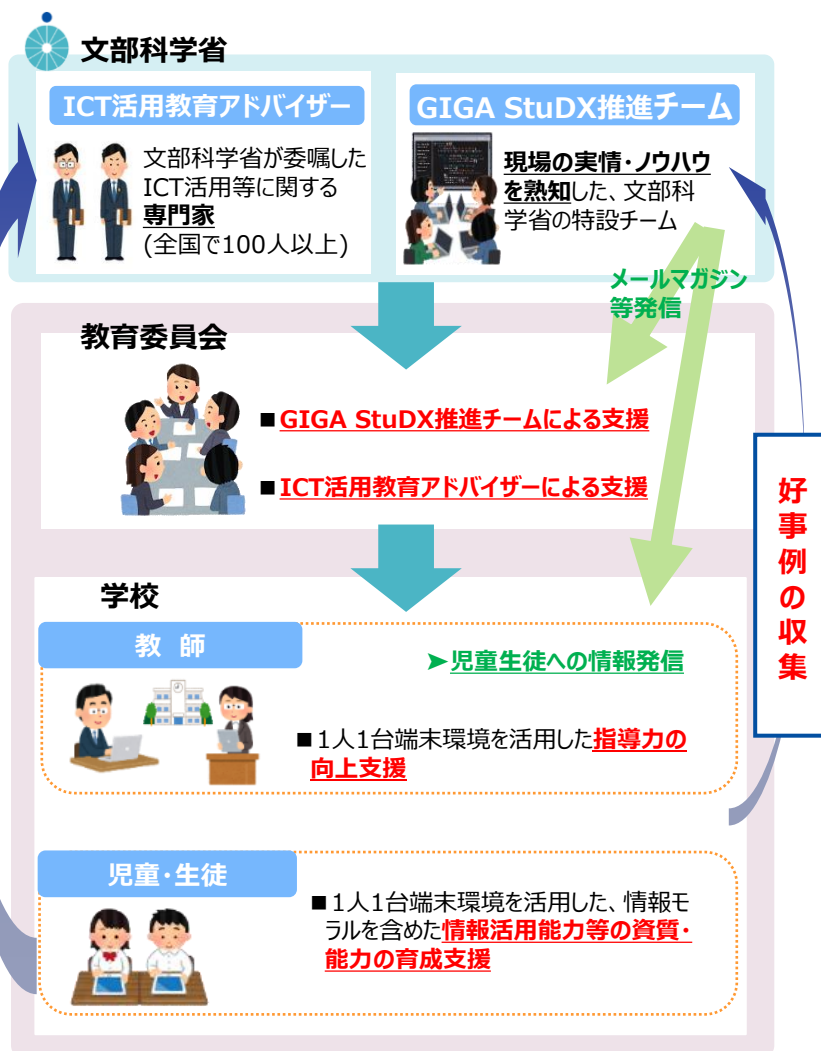 文部科学省
ICT活用教育アドバイザー
文部科学省が委嘱した
ICT活用等に関する
専門家
(全国で100人以上)
GIGA StuDX推進チーム
現場の実情・ノウハウ
を熟知した、文部科
学省の特設チーム
メールマガジン
等発信
教育委員会
■GIGA StuDX推進チームによる支援
■ICT活用教育アドバイザーによる支援
好事例の収集
学校
教 師
➤児童生徒への情報発信
■1人1台端末環境を活用した指導力の
向上支援
児童・生徒
■1人1台端末環境を活用した、情報モ
ラルを含めた情報活用能力等の資質・
能力の育成支援